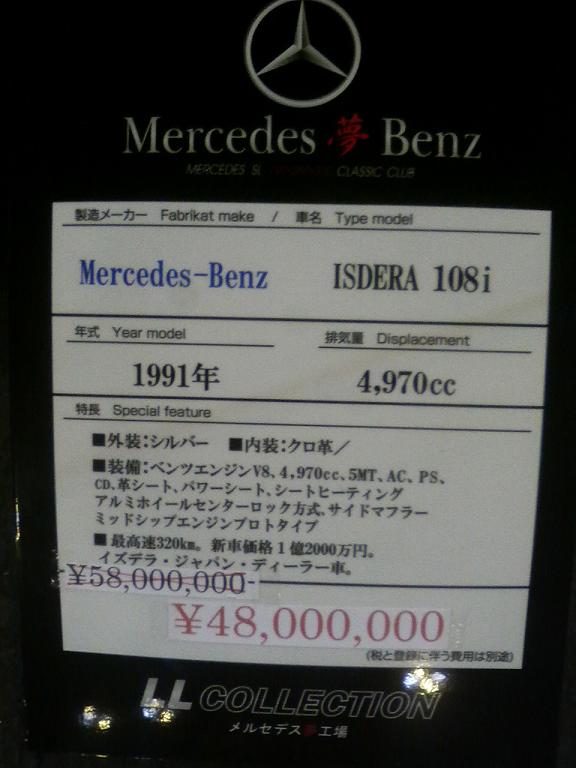 Mercedes 夢 Benz
MERCEDES SL CLASSIC CLUB
製造メーカー Fabrikat make / 車名 Type model
Mercedes-Benz ISDERA 108i
年式 Year model 排気量 Displacement
1991年 4,970cc
特長 Special feature
■外装:シルバー ■内装:クロ革／
■装備:ベンツエンジンV8、4,970cc、5MT、AC、PS、
CD、革シート、パワーシート、シートヒーティング
アルミホイールセンターロック方式、サイドマフラー
ミッドシップエンジンプロトタイプ
■最高速320km。新車価格1億2000万円。
イズデラ・ジャパン・ディーラー車。
¥58,000,000-
¥48,000,000
(税と登録に伴う費用は別途)
LL COLLECTION
メルセデス夢工場